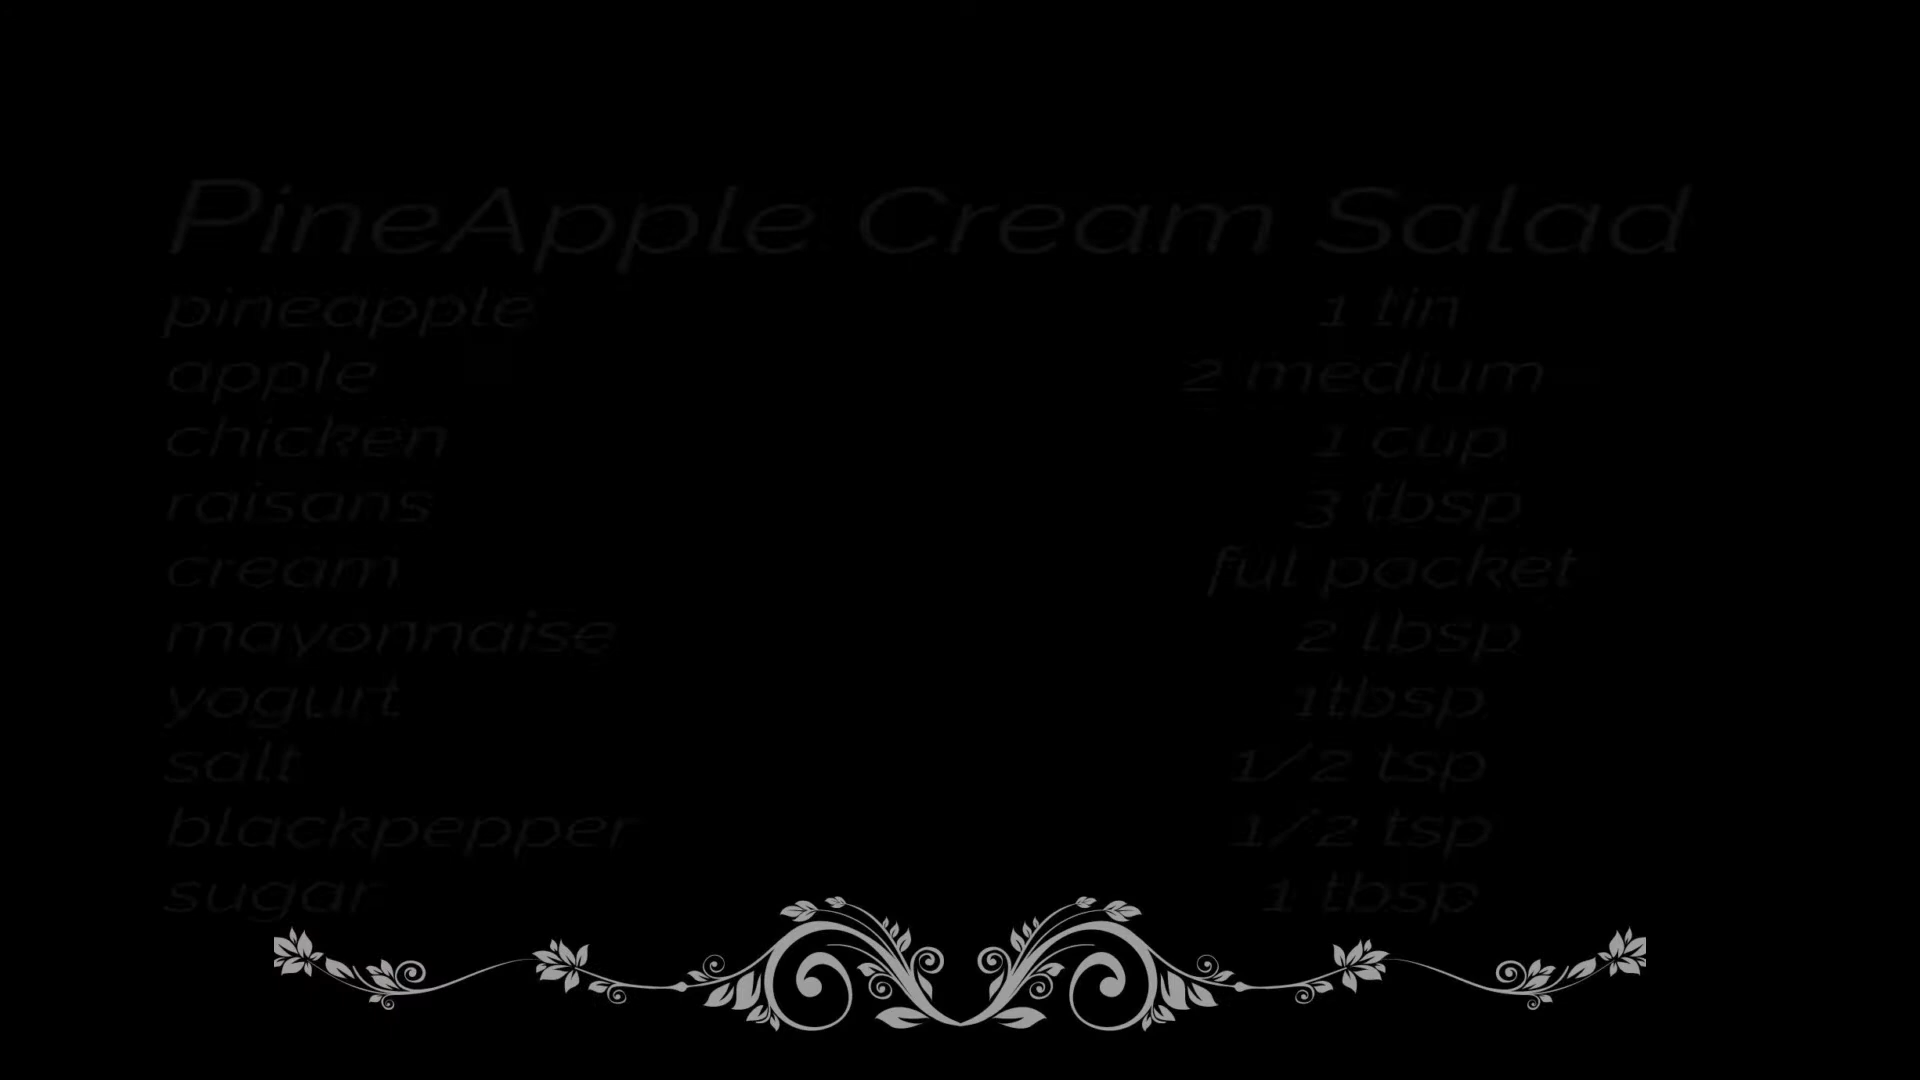 PineApple Cream Salad
pineapple 1 tin
apple 2 medium
chicken 1 cup
raisans 3 tbsp
cream ful packet
mayonnaise 2 tbsp
yogurt 1tbsp
salt 1/2 tsp
blackpepper 1/2 tsp
sugar 1 tbsp